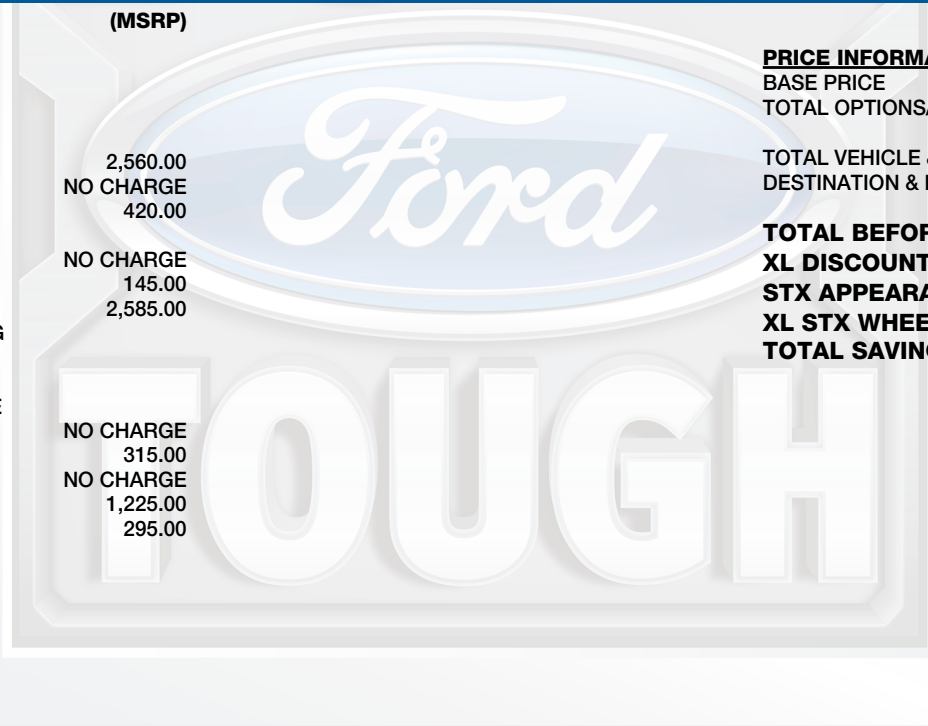 (MSRP)
2,560.00
NO CHARGE
420.00
NO CHARGE
145.00
2,585.00
G
E
NO CHARGE
315.00
NO CHARGE
1,225.00
295.00
PRICE INFORMA
BASE PRICE
TOTAL OPTIONS/
TOTAL VEHICLE &
DESTINATION &
TOTAL BEFOR
XL DISCOUNT
STX APPEARA
XL STX WHEE
TOTAL SAVING
Ford
TOUGH